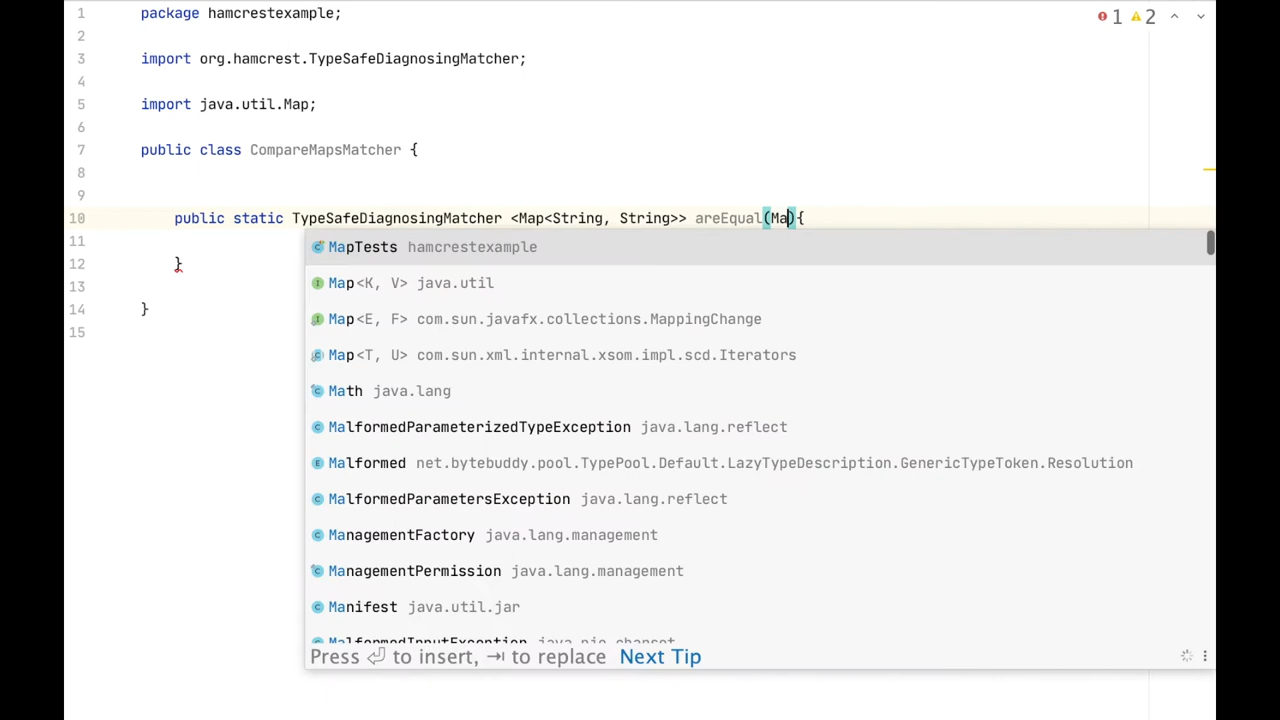 1 package hamcrestexample;
1 2
2
3 import org.hamcrest.TypeSafeDiagnosingMatcher;
4
5 import java.util.Map;
6
7 public class CompareMapsMatcher {
8
9
10 public static TypeSafeDiagnosingMatcher <Map<String, String>> areEqual(Ma){
11
12 }
13
14 }
15
MapTests hamcrestexample
Map<K, V> java.util
Map<E, F> com.sun.javafx.collections.MappingChange
Map<T, U> com.sun.xml.internal.xsom.impl.scd.Iterators
Math java.lang
MalformedParameterizedTypeException java.lang.reflect
Malformed net.bytebuddy.pool.TypePool.Default.LazyTypeDescription.GenericTypeToken.Resolution
MalformedParametersException java.lang.reflect
ManagementFactory java.lang.management
ManagementPermission java.lang.management
Manifest java.util.jar
MalformedInputException java.nio.charset
Press ⏎ to insert, ⇥ to replace Next Tip